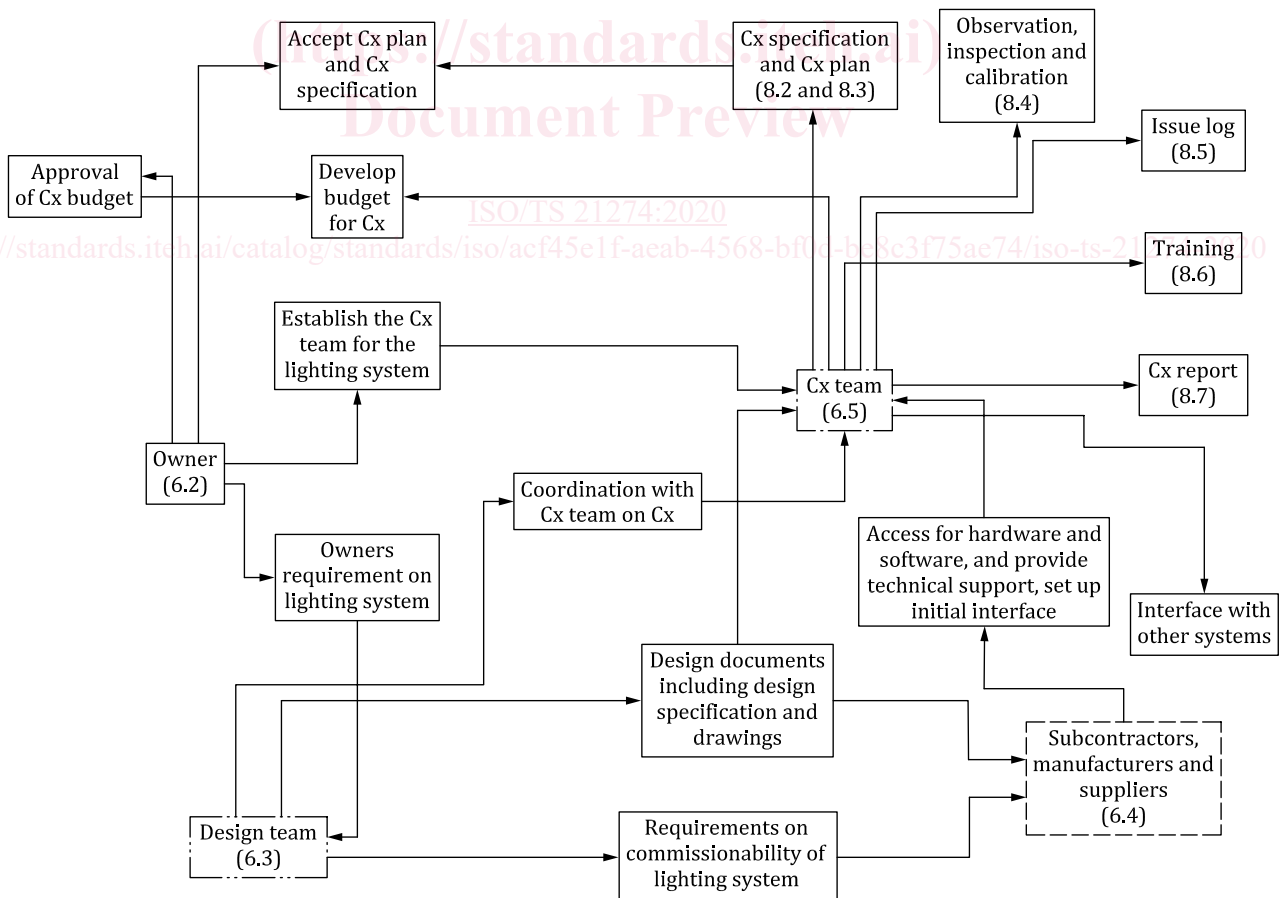 (https://standards.iteh.ai)
Document Preview
ISO/TS 21274:2020
//standards.iteh.ai/catalog/standards/iso/acf45e1f-aeab-4568-bf0d-be8c3f75ae74/iso-ts-21274-2020
Accept Cx plan
and Cx
specification
Cx specification
and Cx plan
(8.2 and 8.3)
Observation,
inspection and
calibration
(8.4)
Issue log
(8.5)
Approval
of Cx budget
Develop
budget
for Cx
Training
(8.6)
Establish the Cx
team for the
lighting system
Cx team
(6.5)
Cx report
(8.7)
Owner
(6.2)
Coordination with
Cx team on Cx
Owners
requirement on
lighting system
Access for hardware and
software, and provide
technical support, set up
initial interface
Interface with
other systems
Design documents
including design
specification and
drawings
Subcontractors,
manufacturers and
suppliers
(6.4)
Design team
(6.3)
Requirements on
commissionability of
lighting system